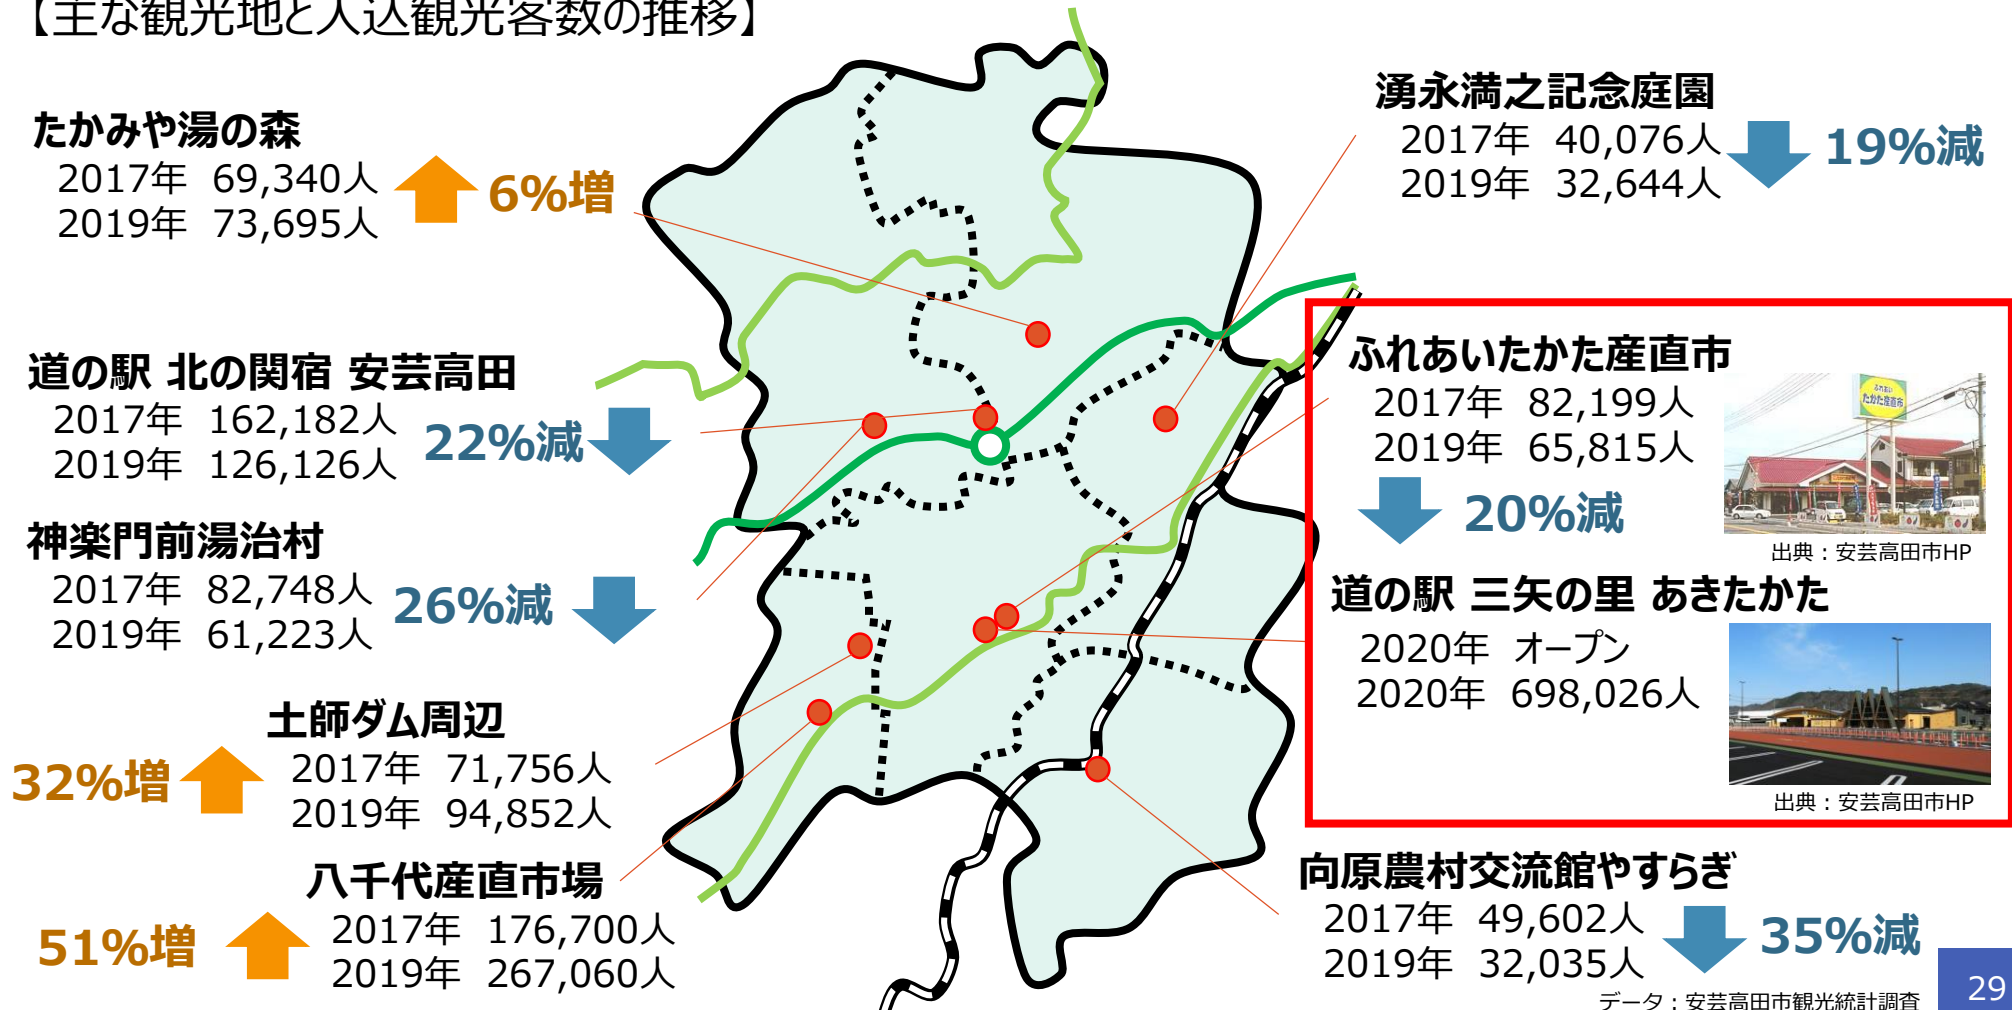 【主な観光地と入込観光客数の推移】
たかみや湯の森
2017年 69,340人
2019年 73,695人
6%増
道の駅 北の関宿 安芸高田
2017年 162,182人
2019年 126,126人
22%減
神楽門前湯治村
2017年 82,748人
2019年 61,223人
26%減
土師ダム周辺
2017年 71,756人
2019年 94,852人
32%増
八千代産直市場
2017年 176,700人
2019年 267,060人
51%増
湧永満之記念庭園
2017年 40,076人
2019年 32,644人
19%減
ふれあいたかた産直市
2017年 82,199人
2019年 65,815人
20%減
ふれあい
たかた産直市
出典：安芸高田市HP
道の駅 三矢の里 あきたかた
2020年 オープン
2020年 698,026人
出典：安芸高田市HP
向原農村交流館やすらぎ
2017年 49,602人
2019年 32,035人
35%減
データ：安芸高田市観光統計調査
29